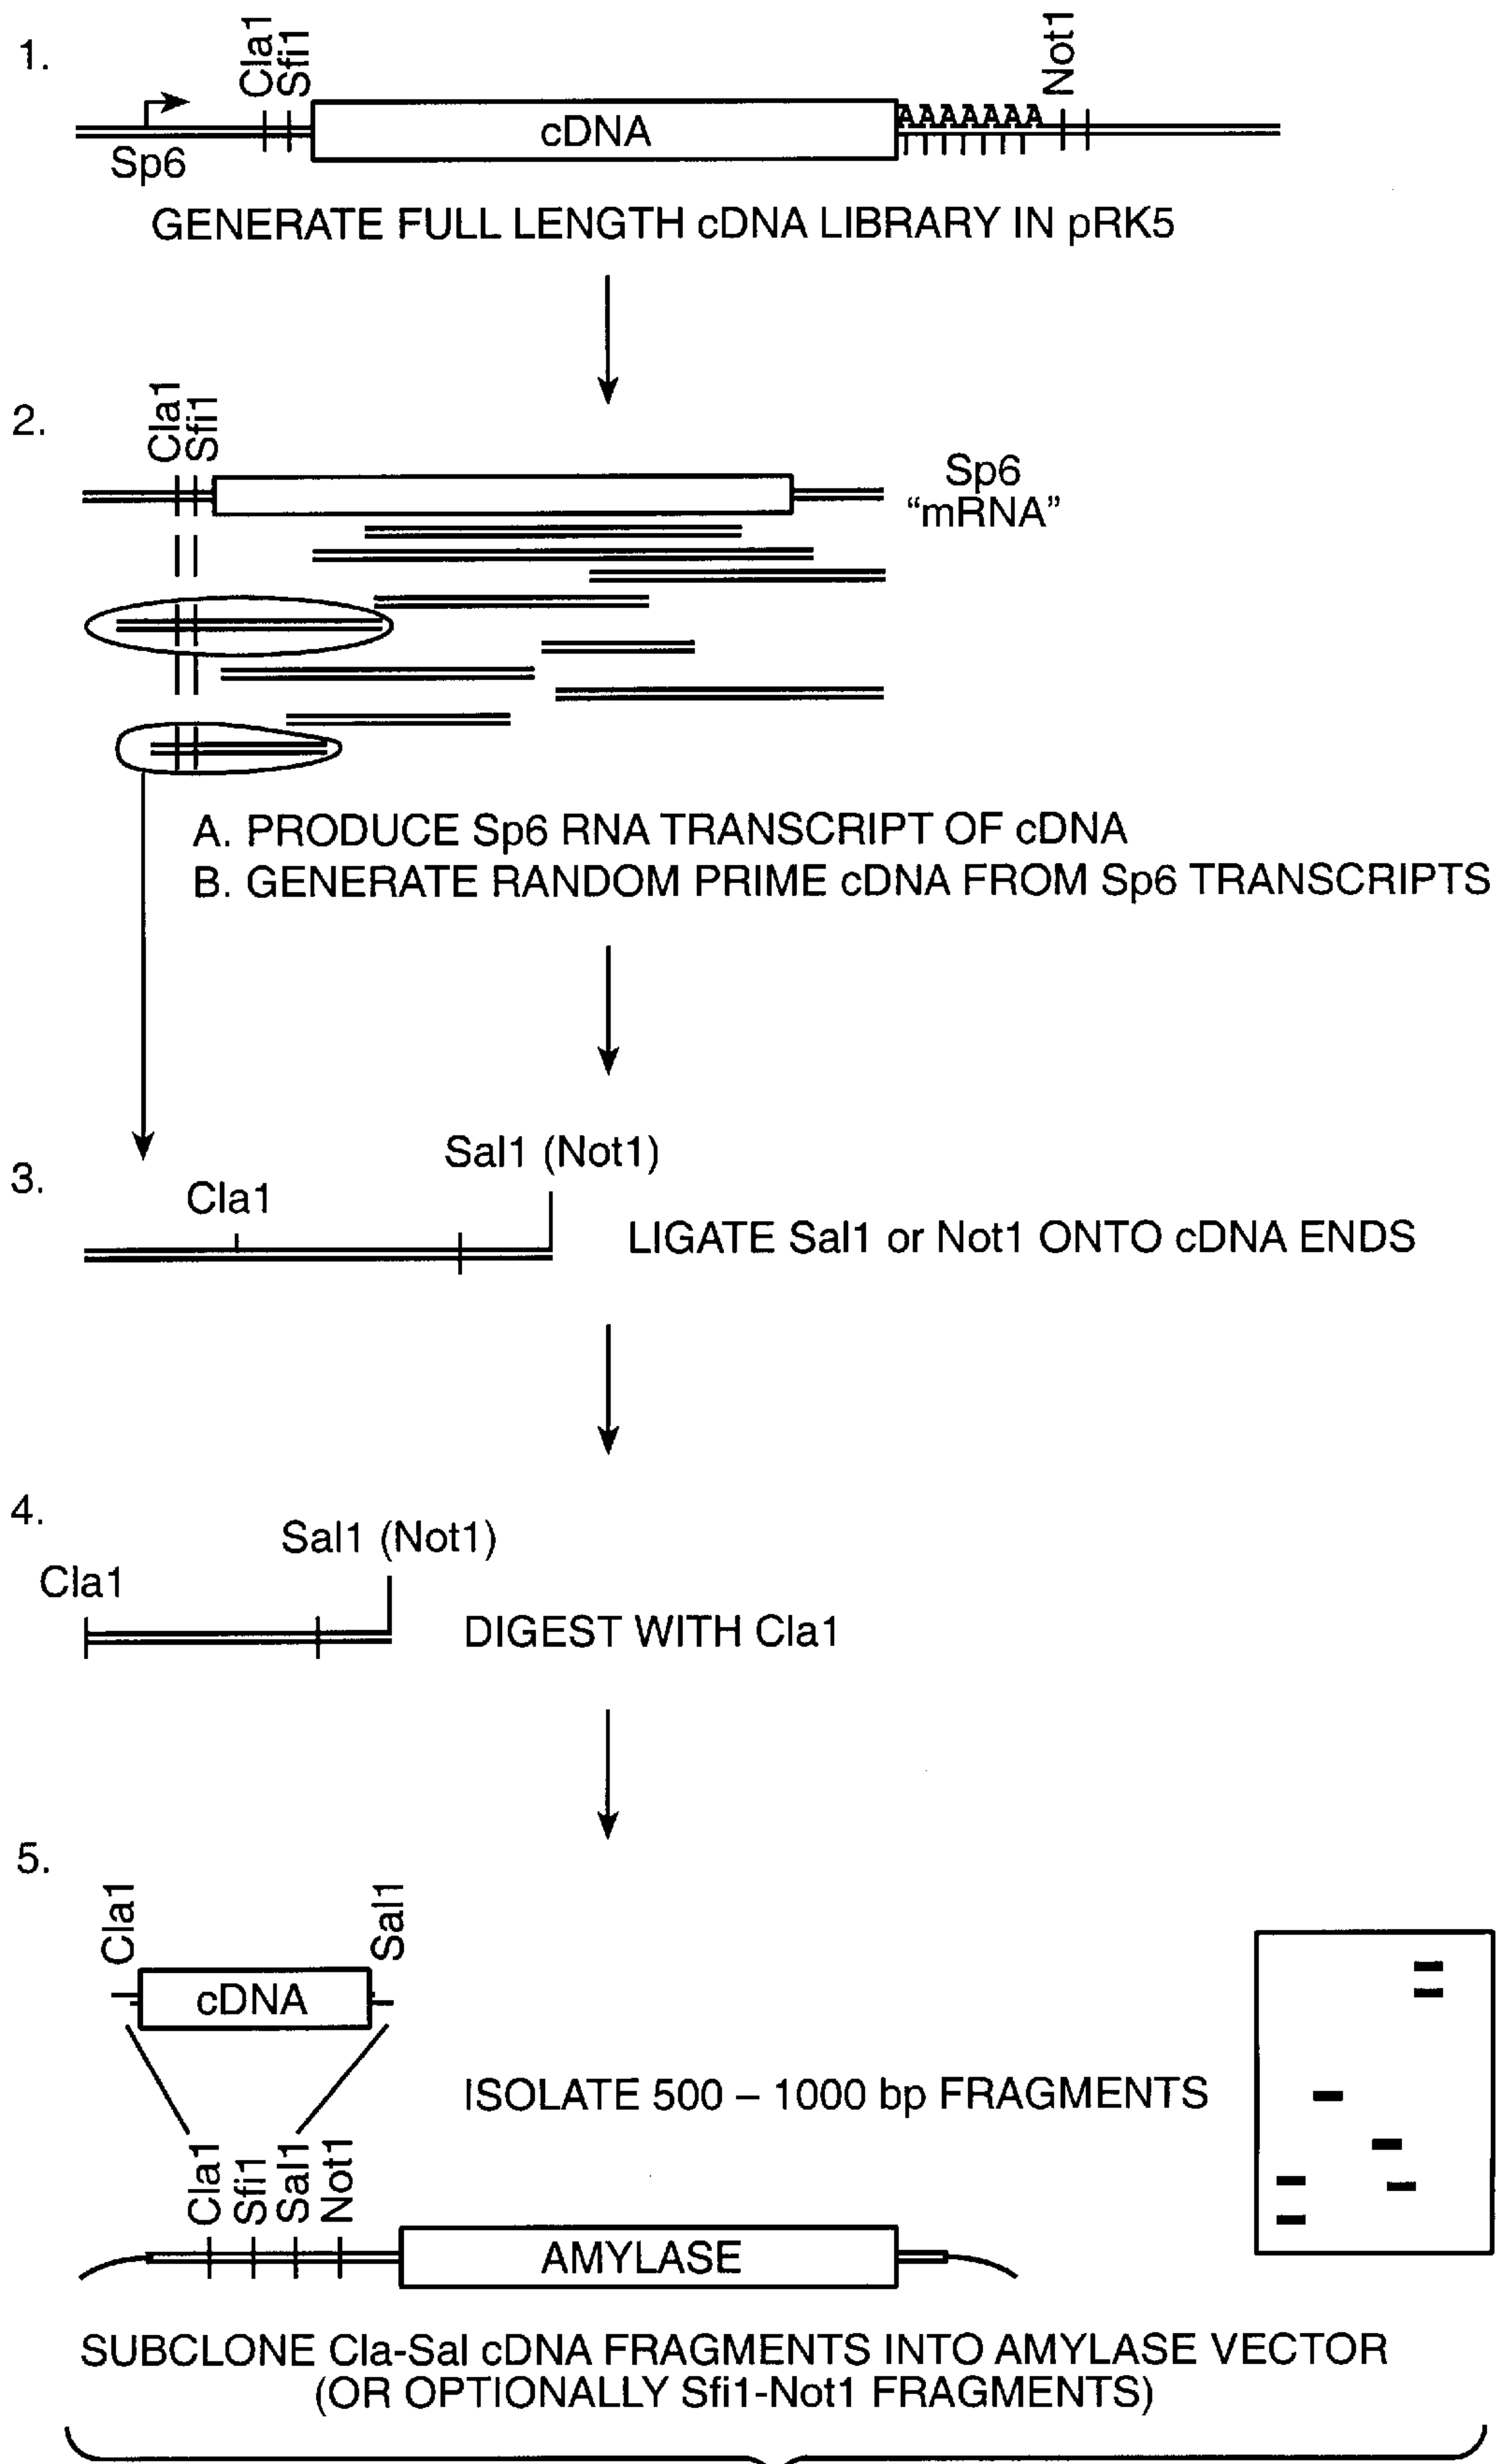 1.
Cla1
Sfi1
Not1
cDNA
AAAAAAA
TTTTTTT
Sp6
GENERATE FULL LENGTH cDNA LIBRARY IN pRK5
2.
Cla1
Sfi1
Sp6
“mRNA”
A. PRODUCE Sp6 RNA TRANSCRIPT OF cDNA
B. GENERATE RANDOM PRIME cDNA FROM Sp6 TRANSCRIPTS
3.
Cla1
Sal1 (Not1)
LIGATE Sal1 or Not1 ONTO cDNA ENDS
4.
Cla1
Sal1 (Not1)
DIGEST WITH Cla1
5.
Cla1
Sal1
cDNA
ISOLATE 500 – 1000 bp FRAGMENTS
Cla1
Sfi1
Sal1
Not1
AMYLASE
SUBCLONE Cla-Sal cDNA FRAGMENTS INTO AMYLASE VECTOR
(OR OPTIONALLY Sfi1-Not1 FRAGMENTS)